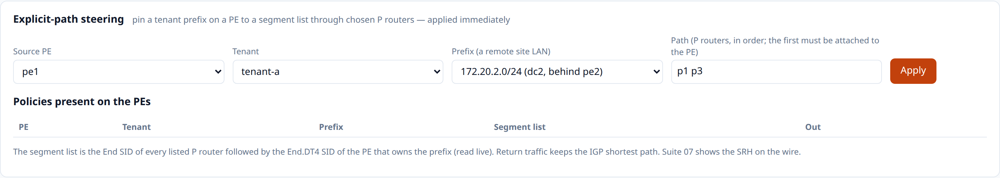 Explicit-path steering pin a tenant prefix on a PE to a segment list through chosen P routers — applied immediately
Source PE
Tenant
Prefix (a remote site LAN)
Path (P routers, in order; the first must be attached to
the PE)
pe1
tenant-a
172.20.2.0/24 (dc2, behind pe2)
p1 p3
Apply
Policies present on the PEs
PE Tenant Prefix Segment list Out
The segment list is the End SID of every listed P router followed by the End.DT4 SID of the PE that owns the prefix (read live). Return traffic keeps the IGP shortest path. Suite 07 shows the SRH on the wire.